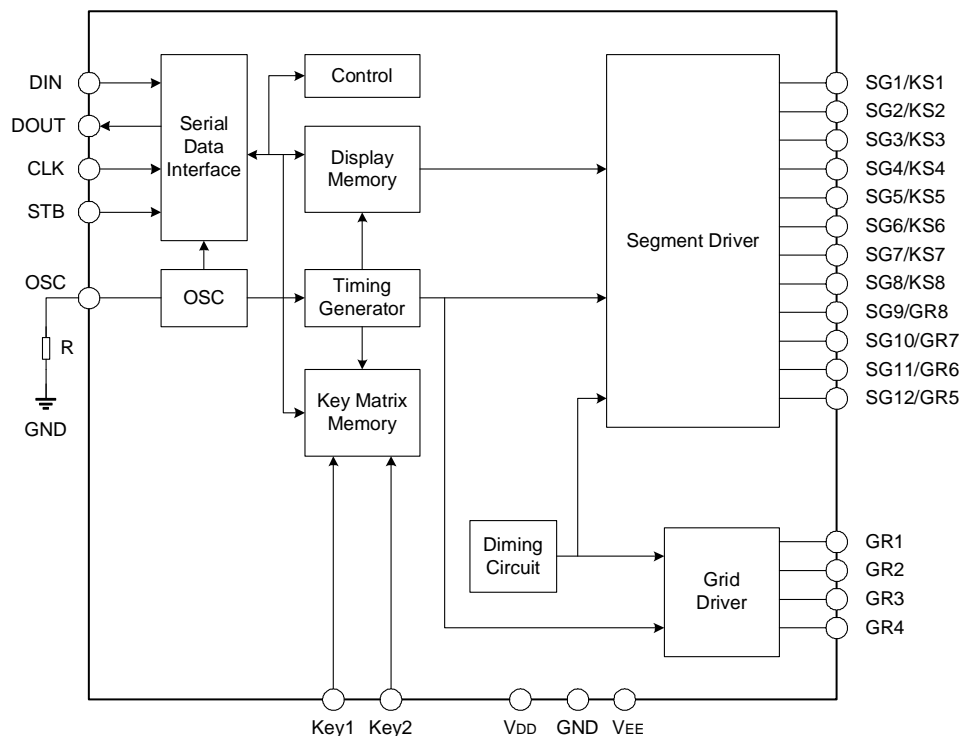 DIN
DOUT
CLK
STB
OSC
R
GND
Serial
Data
Interface
OSC
Control
Display
Memory
Timing
Generator
Key Matrix
Memory
Segment Driver
Diming
Circuit
Grid
Driver
SG1/KS1
SG2/KS2
SG3/KS3
SG4/KS4
SG5/KS5
SG6/KS6
SG7/KS7
SG8/KS8
SG9/GR8
SG10/GR7
SG11/GR6
SG12/GR5
GR1
GR2
GR3
GR4
Key1 Key2 VDD GND VEE